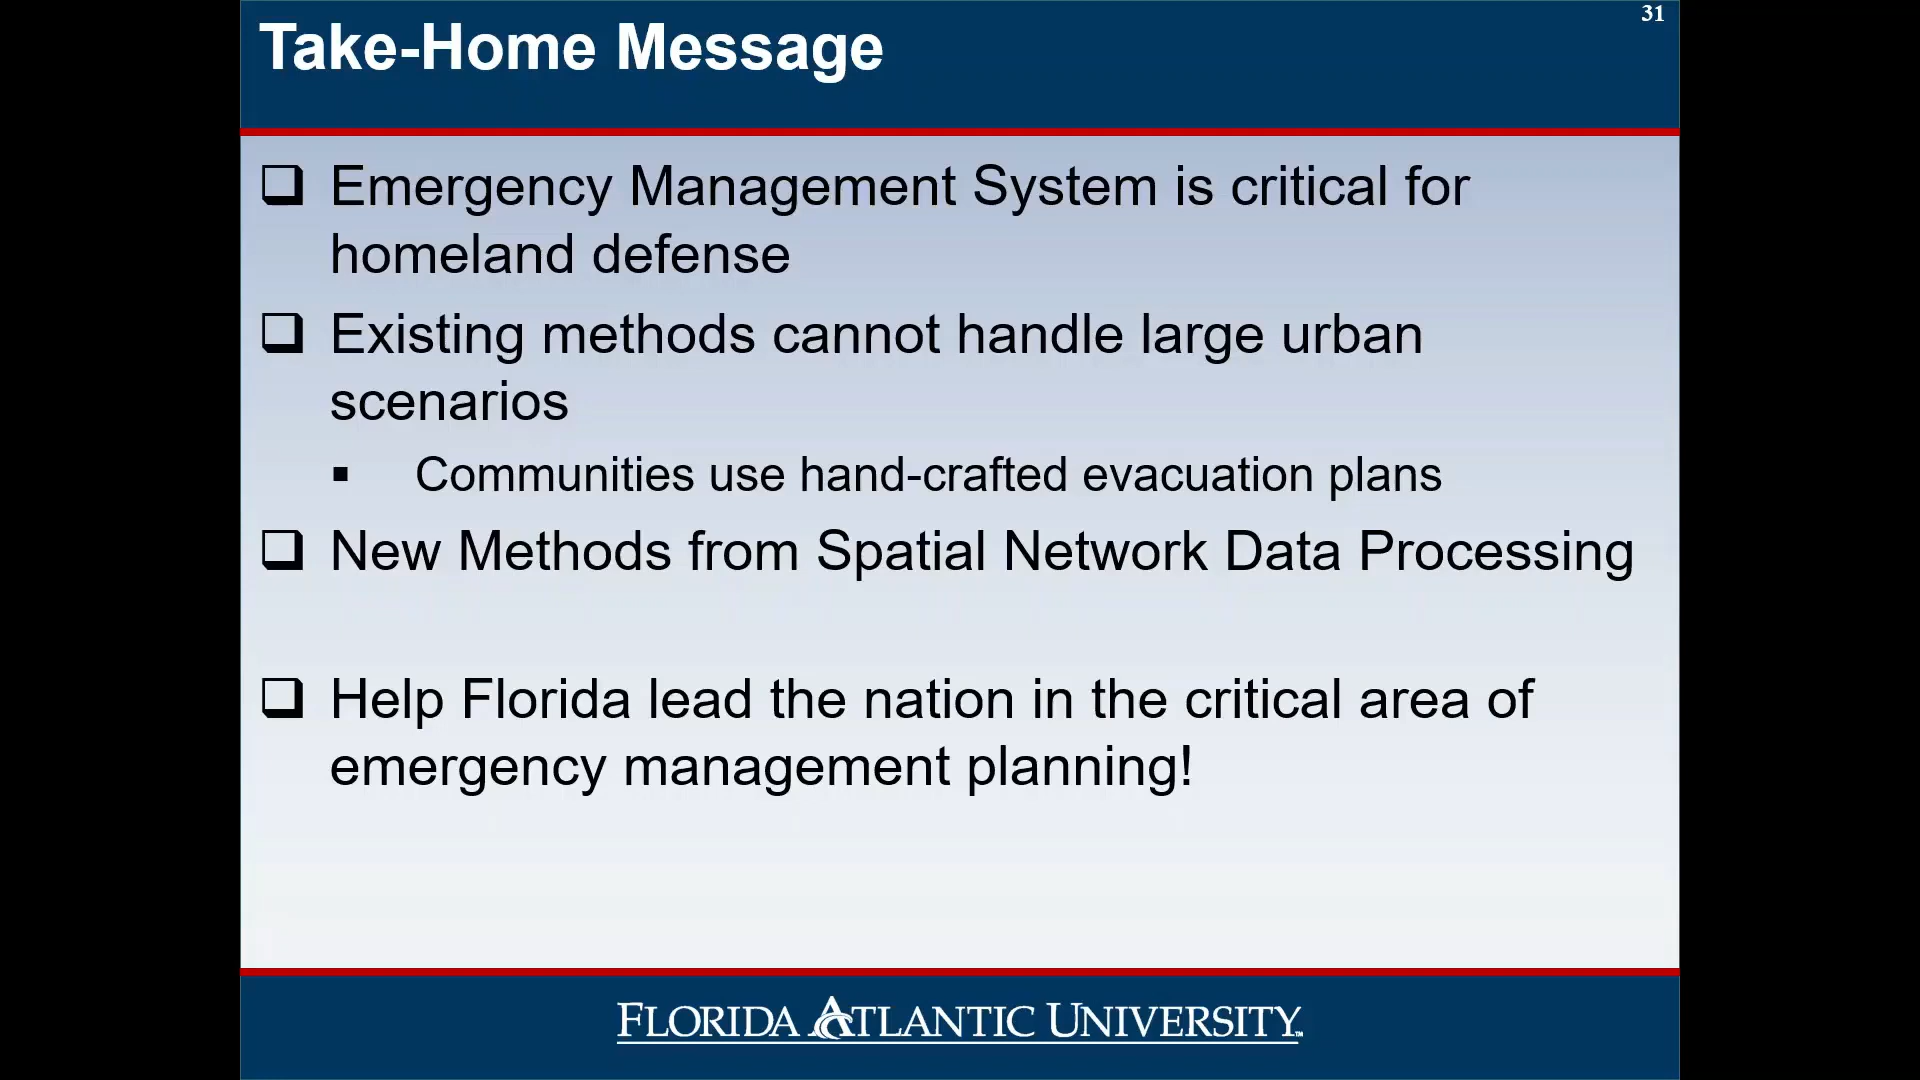 31
Take-Home Message
Emergency Management System is critical for
homeland defense
Existing methods cannot handle large urban
scenarios
Communities use hand-crafted evacuation plans
New Methods from Spatial Network Data Processing
Help Florida lead the nation in the critical area of
emergency management planning!
FLORIDA ATLANTIC UNIVERSITY™